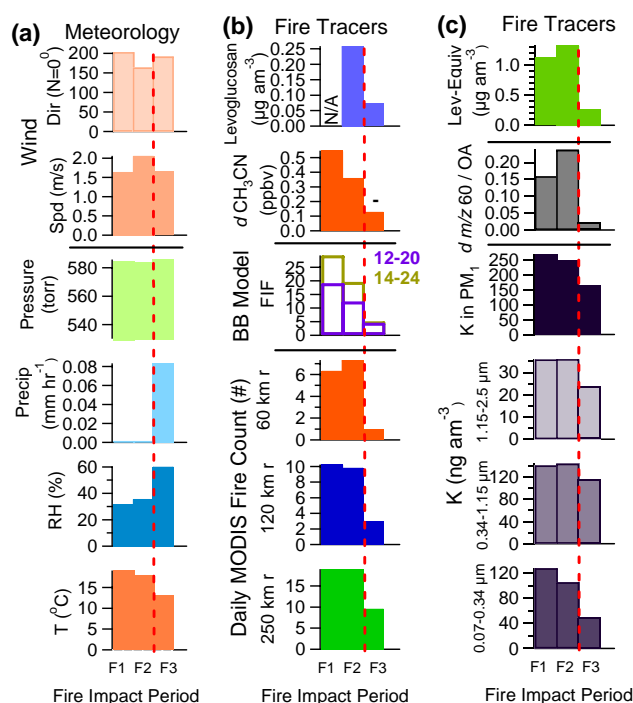 (a)
Meteorology
Wind
Dir (N=0⁰)
200
150
100
50
0
Spd (m/s)
2.0
1.5
1.0
0.5
0.0
Pressure
(torr)
580
560
540
Precip
(mm hr⁻¹)
0.08
0.04
0.00
RH (%)
60
40
20
0
T (°C)
15
10
5
0
F1 F2 F3
Fire Impact Period
(b)
Fire Tracers
Levoglucosan
(µg am⁻³)
0.25
0.20
0.15
0.10
0.05
0.00
N/A
d CH₃CN
(ppbv)
0.5
0.4
0.3
0.2
0.1
0.0
BB Model
FIF
25
20
15
10
5
0
12-20
14-24
Daily MODIS Fire Count (#)
60 km r
6
4
2
0
120 km r
10
8
6
4
2
0
250 km r
15
10
5
0
F1 F2 F3
Fire Impact Period
(c)
Fire Tracers
Lev-Equiv
(µg am⁻³)
1.0
0.5
0.0
d m/z 60 / OA
0.20
0.15
0.10
0.05
0.00
K in PM₁
250
200
150
100
50
0
K (ng am⁻³)
1.15-2.5 µm
30
20
10
0
0.34-1.15 µm
120
80
40
0
0.07-0.34 µm
120
80
40
0
F1 F2 F3
Fire Impact Period